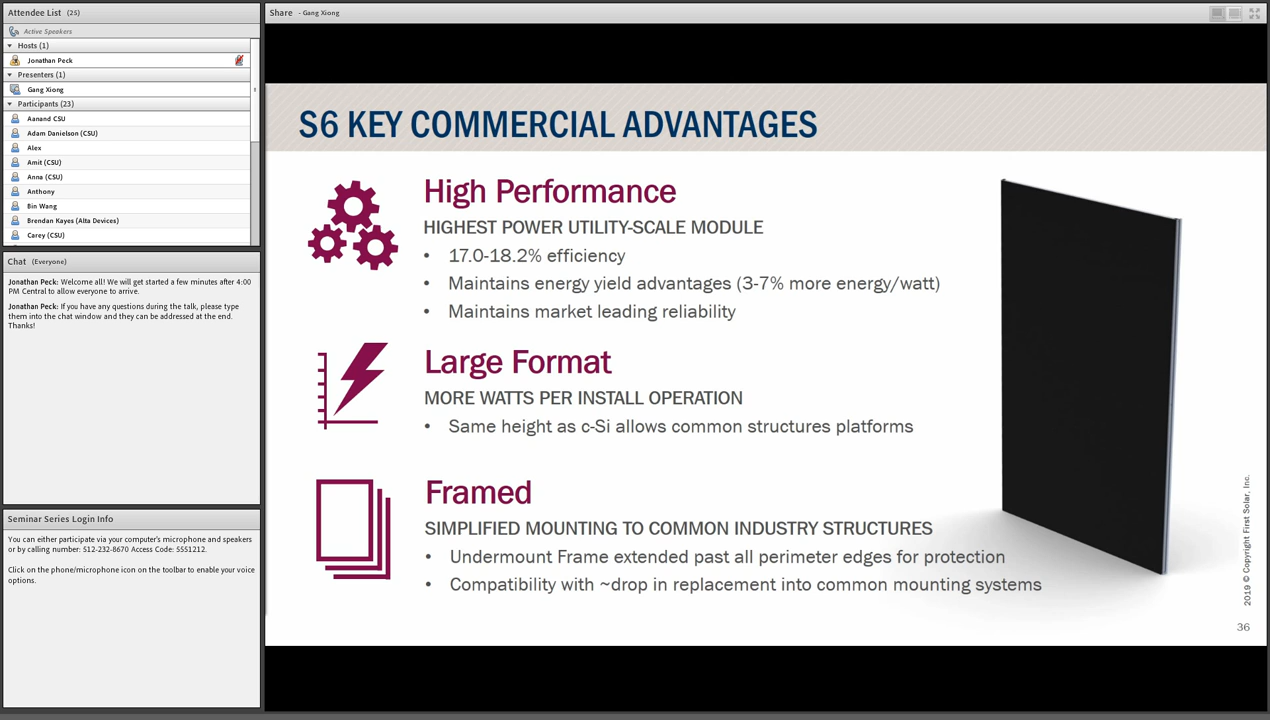 Attendee List (25)
Active Speakers
Hosts (1)
Jonathan Peck
Presenters (1)
Gang Xiong
Participants (23)
Aanand CSU
Adam Danielson (CSU)
Alex
Amit (CSU)
Anna (CSU)
Anthony
Bin Wang
Brendan Kayes (Alta Devices)
Carey (CSU)
Chat (Everyone)
Jonathan Peck: Welcome all! We will get started a few minutes after 4:00
PM Central to allow everyone to arrive.
Jonathan Peck: If you have any questions during the talk, please type
them into the chat window and they can be addressed at the end.
Thanks!
Seminar Series Login Info
You can either participate via your computer's microphone and speakers
or by calling number: 512-232-8670 Access Code: 5551212.
Click on the phone/microphone icon on the toolbar to enable your voice
options.
Share - Gang Xiong
S6 KEY COMMERCIAL ADVANTAGES
High Performance
HIGHEST POWER UTILITY-SCALE MODULE
• 17.0-18.2% efficiency
• Maintains energy yield advantages (3-7% more energy/watt)
• Maintains market leading reliability
Large Format
MORE WATTS PER INSTALL OPERATION
• Same height as c-Si allows common structures platforms
Framed
SIMPLIFIED MOUNTING TO COMMON INDUSTRY STRUCTURES
• Undermount Frame extended past all perimeter edges for protection
• Compatibility with ~drop in replacement into common mounting systems
2019 © Copyright First Solar, Inc.
36